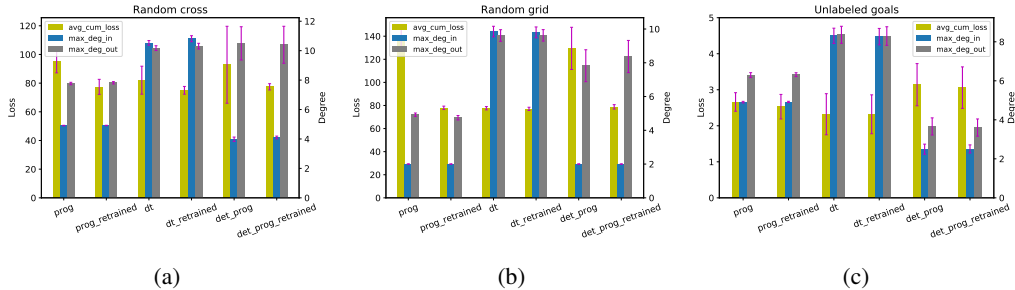 Random cross
avg_cum_loss
max_deg_in
max_deg_out
Loss
120
100
80
60
40
20
0
Degree
12
10
8
6
4
2
0
prog
prog_retrained
dt
dt_retrained
det_prog
det_prog_retrained
(a)
Random grid
avg_cum_loss
max_deg_in
max_deg_out
Loss
140
120
100
80
60
40
20
0
Degree
10
8
6
4
2
0
prog
prog_retrained
dt
dt_retrained
det_prog
det_prog_retrained
(b)
Unlabeled goals
avg_cum_loss
max_deg_in
max_deg_out
Loss
5
4
3
2
1
0
Degree
8
6
4
2
0
prog
prog_retrained
dt
dt_retrained
det_prog
det_prog_retrained
(c)